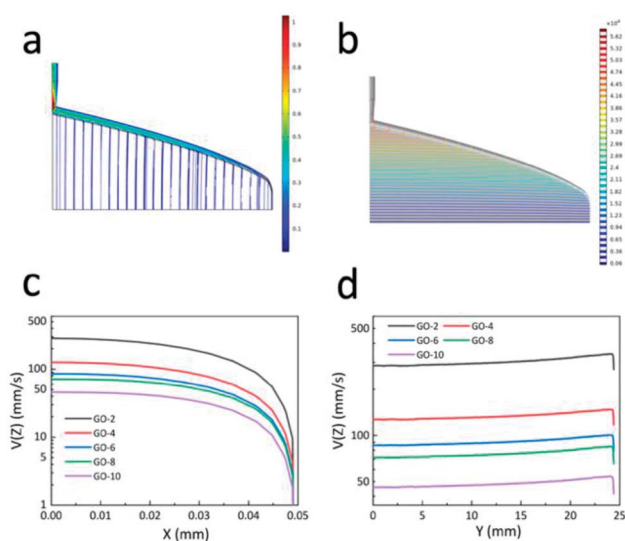 a
b
1
0.9
0.8
0.7
0.6
0.5
0.4
0.3
0.2
0.1
×10⁴
5.82
5.32
5.03
4.74
4.45
4.16
3.86
3.57
3.28
2.99
2.69
2.4
2.11
1.82
1.52
1.23
0.94
0.65
0.36
0.06
c
d
500
100
50
10
5
1
V(Z) (mm/s)
GO-2
GO-4
GO-6
GO-8
GO-10
0.00 0.01 0.02 0.03 0.04 0.05
X (mm)
500
100
50
V(Z) (mm/s)
GO-2 GO-4
GO-6 GO-8
GO-10
0 5 10 15 20 25
Y (mm)